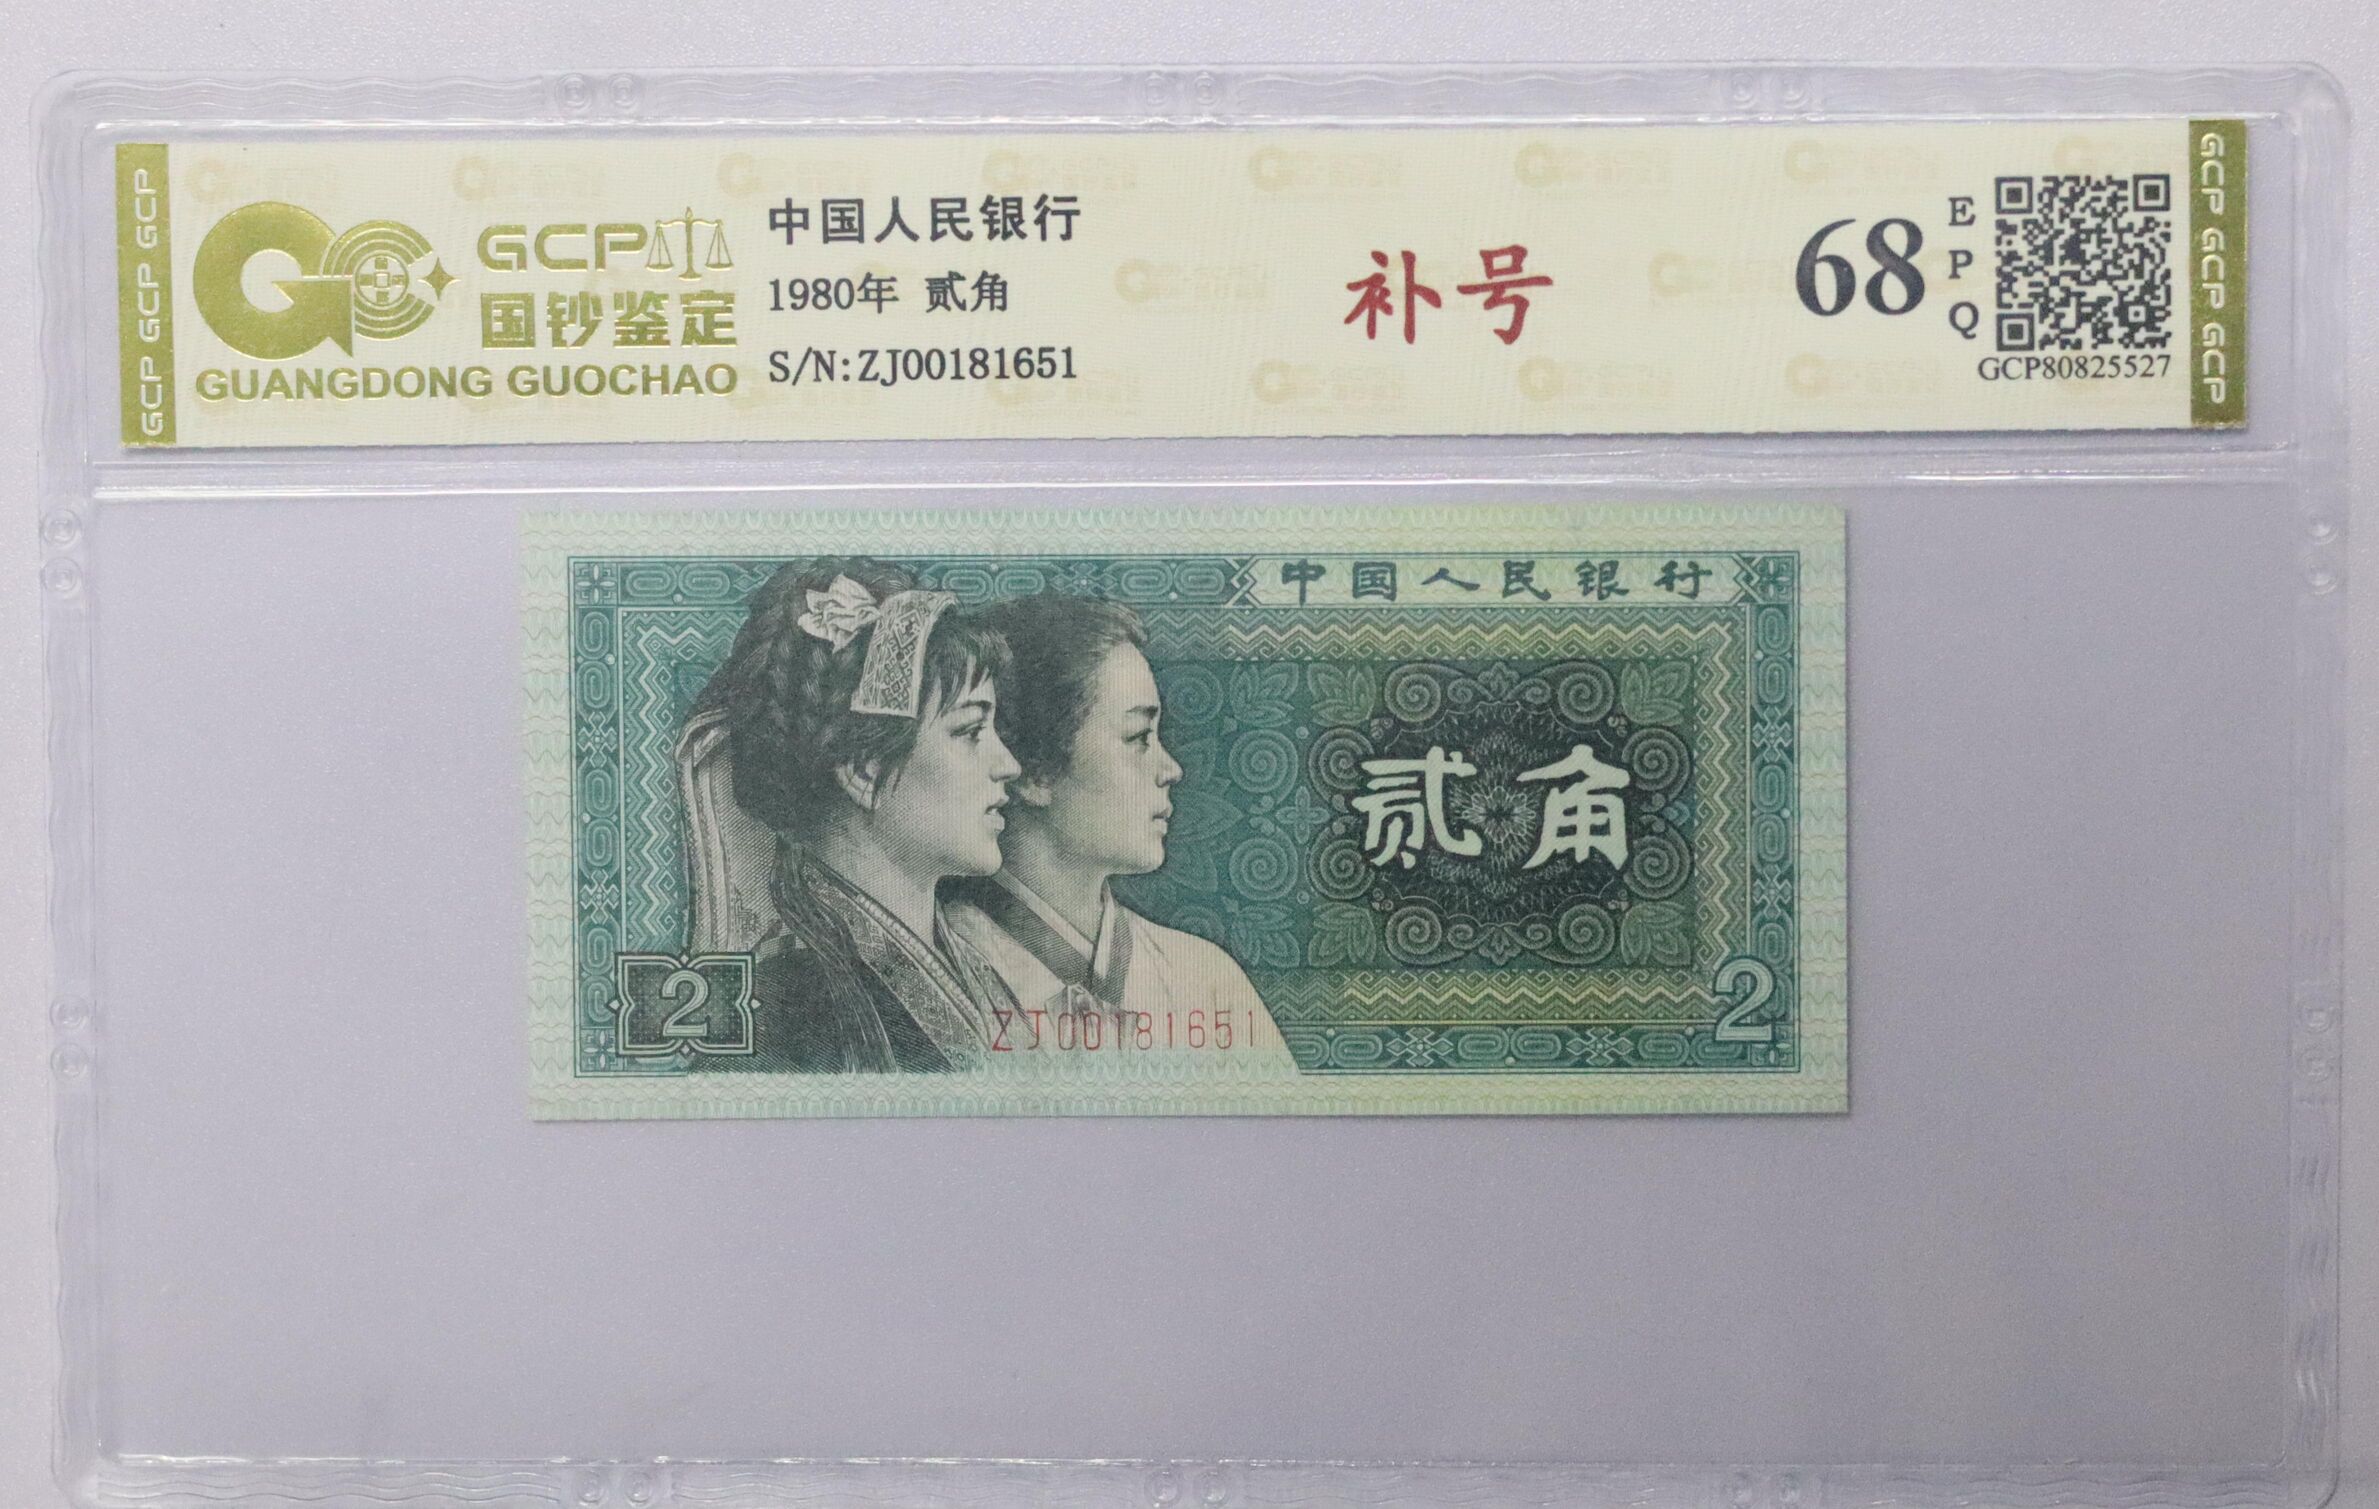 GCP GCP GCP
GCP
国钞鉴定
GUANGDONG GUOCHAO
中国人民银行
1980年 贰角
S/N:ZJ00181651
补号
68
EPQ
GCP80825527
GCP GCP GCP
中国人民银行
贰角
2
ZJ00181651
2